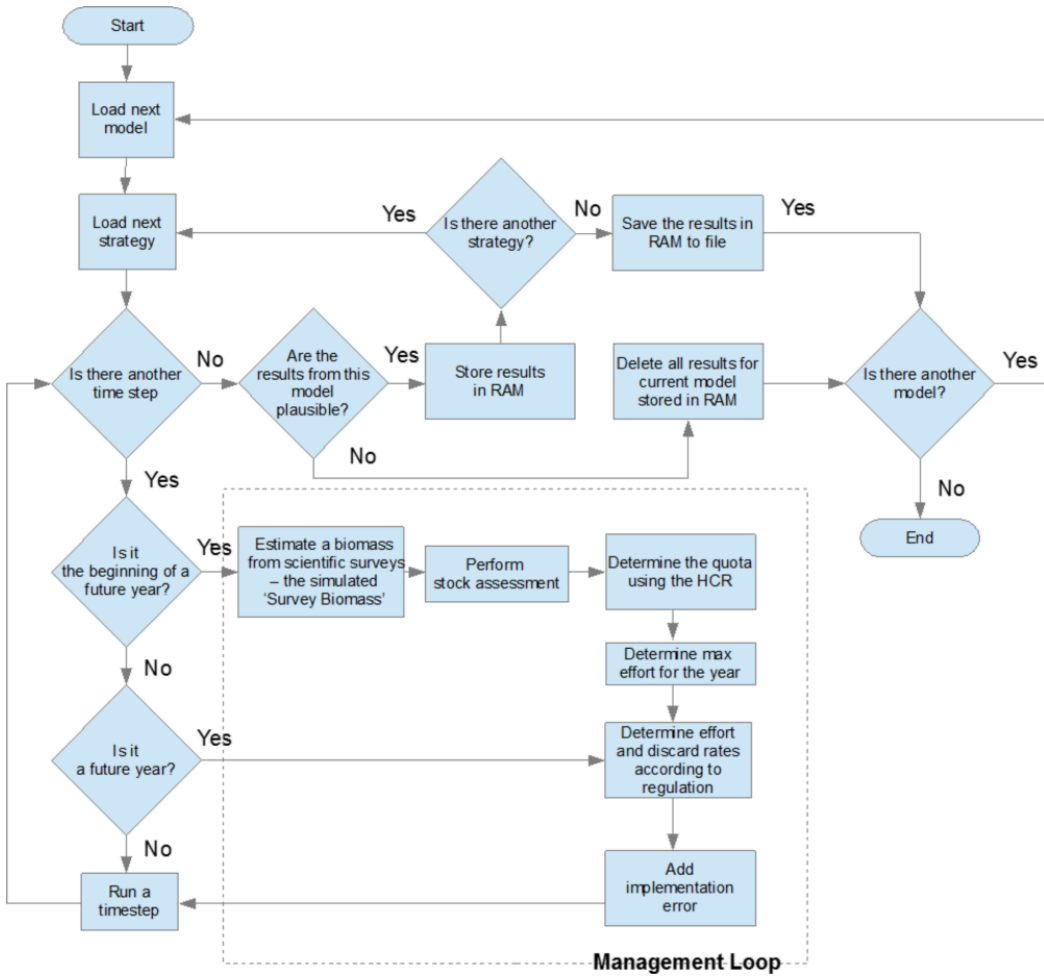 Start
Load next
model
Load next
strategy
Yes
Is there another
strategy?
No
Save the results in
RAM to file
Yes
Is there another
time step
No
Are the
results from this
model
plausible?
Yes
Store results
in RAM
Delete all results for
current model
stored in RAM
Is there another
model?
Yes
No
Yes
No
End
Is it
the beginning of a
future year?
Yes
Estimate a biomass
from scientific surveys
– the simulated
‘Survey Biomass’
Perform
stock assessment
Determine the quota
using the HCR
No
Determine max
effort for the year
Is it
a future year?
Yes
Determine effort
and discard rates
according to
regulation
No
Run a
timestep
Add
implementation
error
Management Loop